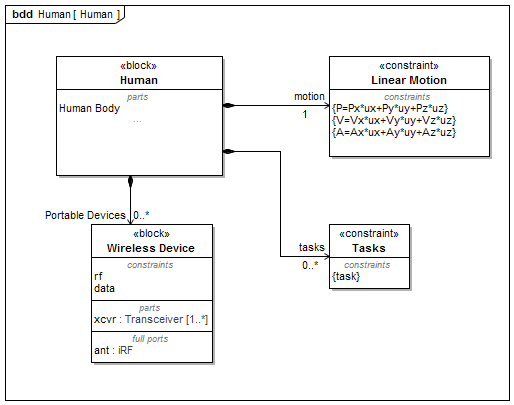 bdd Human [ Human ]
«block»
Human
parts
Human Body
...
motion
1
«constraint»
Linear Motion
constraints
{P=Px*ux+Py*uy+Pz*uz}
{V=Vx*ux+Vy*uy+Vz*uz}
{A=Ax*ux+Ay*uy+Az*uz}
Portable Devices
0..*
«block»
Wireless Device
constraints
rf
data
parts
xcvr : Transceiver [1..*]
full ports
ant : iRF
tasks
0..*
«constraint»
Tasks
constraints
{task}